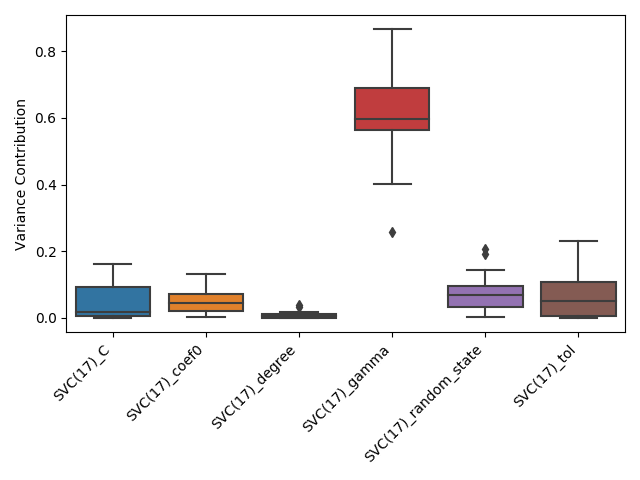 Variance Contribution
0.8
0.6
0.4
0.2
0.0
SVC(17)_C
SVC(17)_coef0
SVC(17)_degree
SVC(17)_gamma
SVC(17)_random_state
SVC(17)_tol